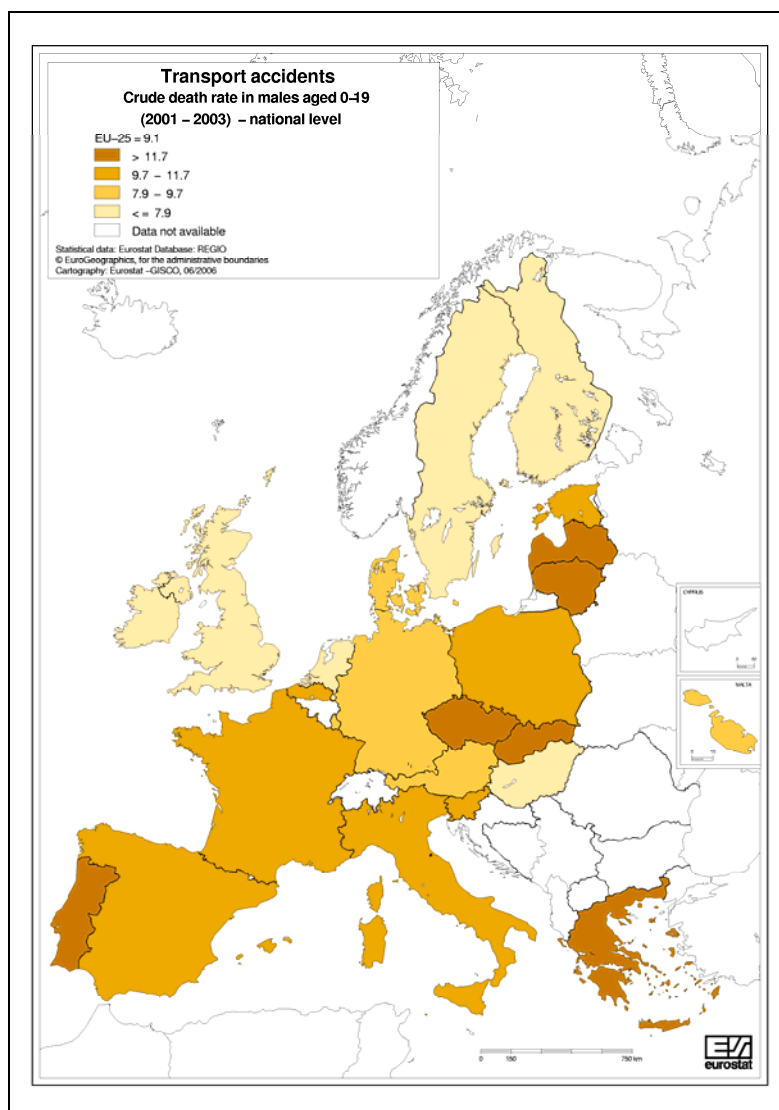 Transport accidents
Crude death rate in males aged 0–19
(2001 – 2003) – national level
EU–25 = 9.1
> 11.7
9.7 – 11.7
7.9 – 9.7
< = 7.9
Data not available
Statistical data: Eurostat Database: REGIO
© EuroGeographics, for the administrative boundaries
Cartography: Eurostat –GISCO, 06/2006
CYPRUS
MALTA
0 150 750 km
eurostat